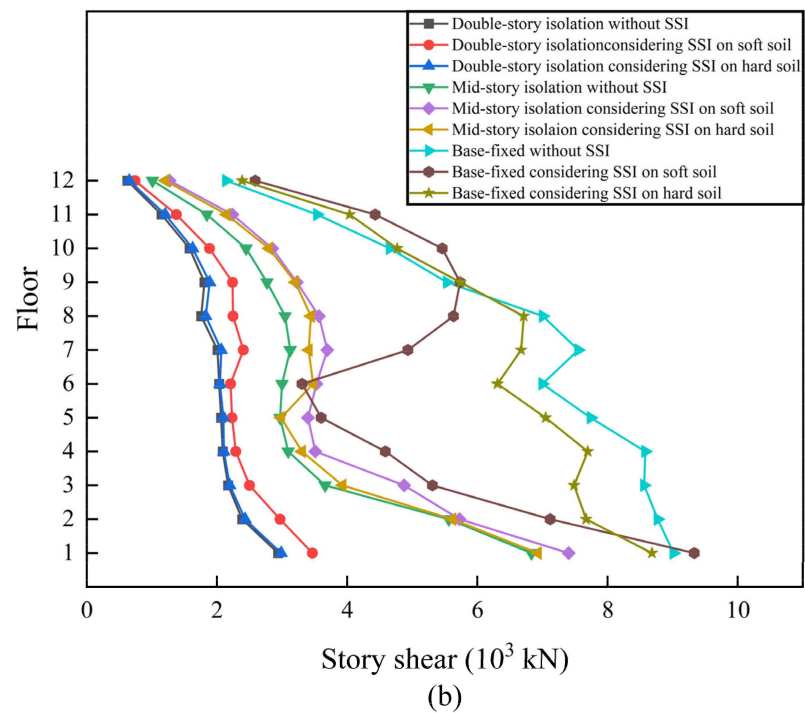 Double-story isolation without SSI
Double-story isolationconsidering SSI on soft soil
Double-story isolation considering SSI on hard soil
Mid-story isolation without SSI
Mid-story isolation considering SSI on soft soil
Mid-story isolaion considering SSI on hard soil
Base-fixed without SSI
Base-fixed considering SSI on soft soil
Base-fixed considering SSI on hard soil
12
11
10
9
8
7
6
5
4
3
2
1
Floor
0 2 4 6 8 10
Story shear (10³ kN)
(b)